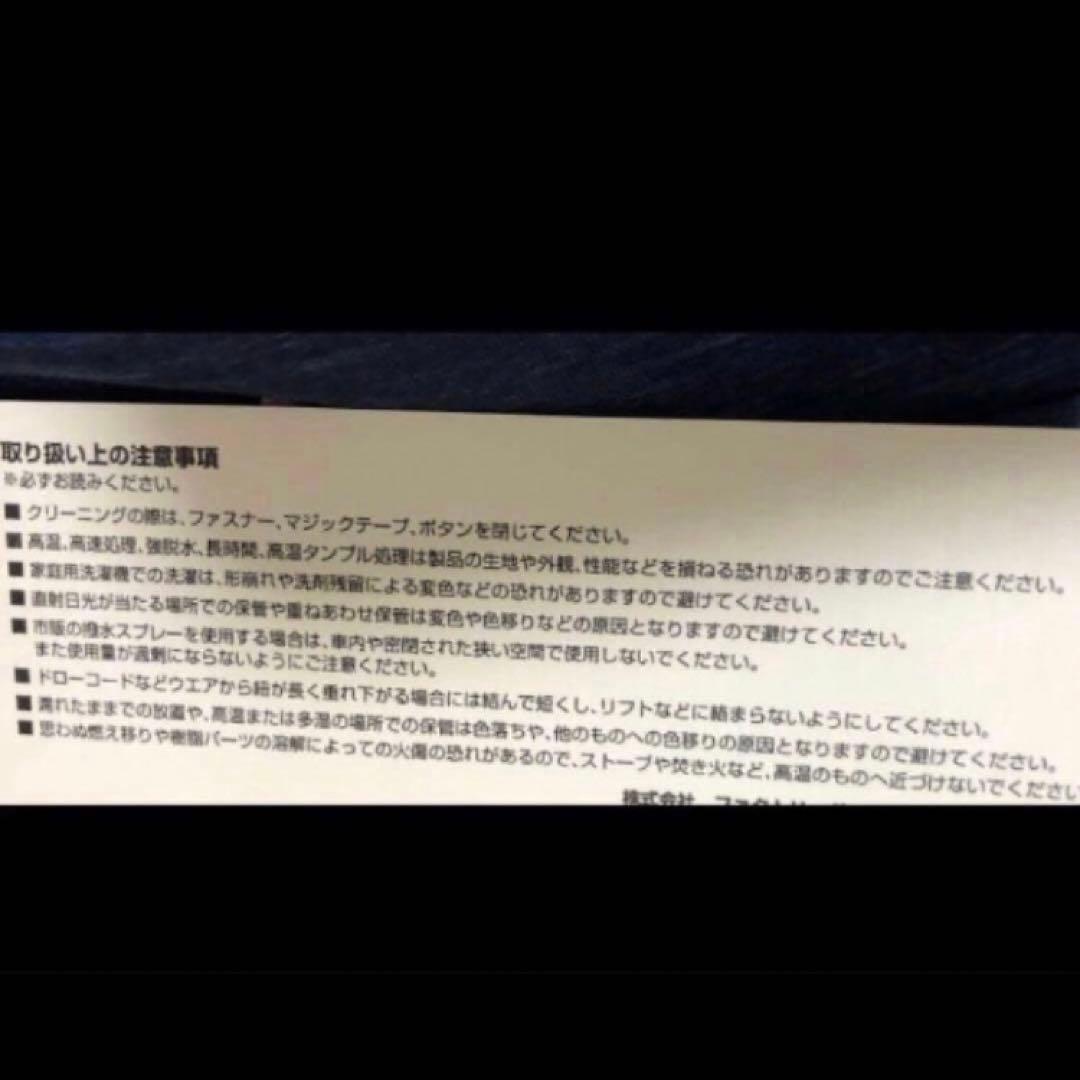 取り扱い上の注意事項
※必ずお読みください。
■ クリーニングの際は、ファスナー、マジックテープ、ボタンを閉じてください。
■ 高温、高速処理、強脱水、長時間、高温タンブル処理は製品の生地や外観、性能などを損ねる恐れがありますのでご注意ください。
■ 家庭用洗濯機での洗濯は、形崩れや洗剤残留による変色などの恐れがありますので避けてください。
■ 直射日光が当たる場所での保管や重ねあわせ保管は変色や色移りなどの原因となりますので避けてください。
■ 市販の撥水スプレーを使用する場合は、車内や密閉された狭い空間で使用しないでください。
また使用量が過剰にならないようにご注意ください。
■ ドローコードなどウエアから紐が長く垂れ下がる場合には結んで短くし、リフトなどに絡まらないようにしてください。
■ 濡れたままでの放置や、高温または多湿の場所での保管は色落ちや、他のものへの色移りの原因となりますので避けてください。
■ 思わぬ燃え移りや樹脂パーツの溶解によっての火傷の恐れがあるので、ストーブや焚き火など、高温のものへ近づけないでください
株式会社